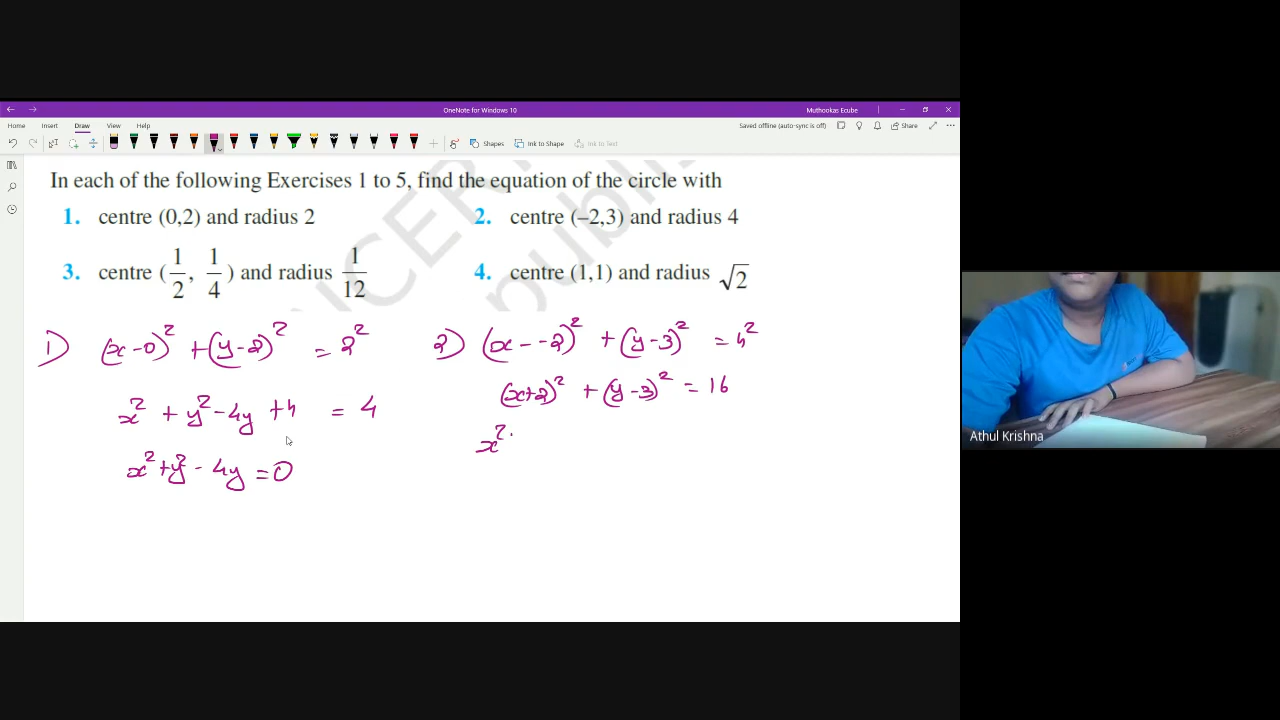 OneNote for Windows 10
Muthookas Ecube
Home Insert Draw View Help
Saved offline (auto-sync is off)
Share
Shapes
Ink to Shape
Ink to Text
In each of the following Exercises 1 to 5, find the equation of the circle with
1. centre (0,2) and radius 2
2. centre (–2,3) and radius 4
3. centre (1/2, 1/4) and radius 1/12
4. centre (1,1) and radius √2
1) (x-0)² + (y-2)² = 2²
x² + y² - 4y + 4 = 4
x² + y² - 4y = 0
2) (x - -2)² + (y-3)² = 4²
(x+2)² + (y-3)² = 16
x²
Athul Krishna